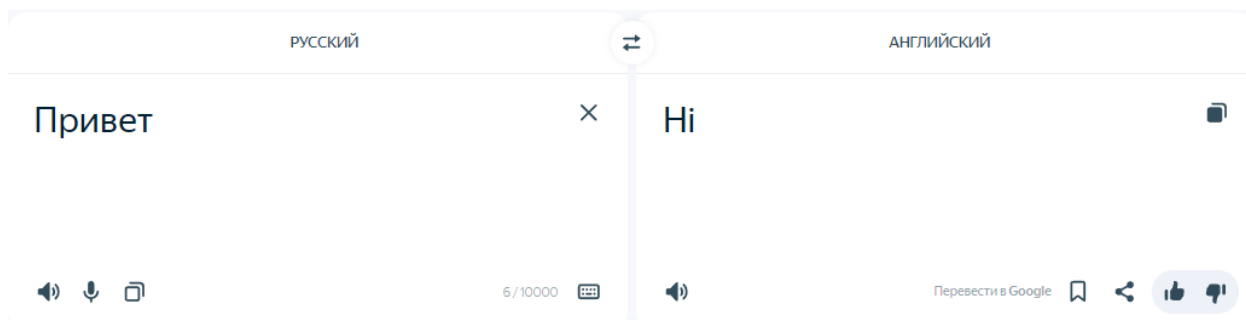 РУССКИЙ
АНГЛИЙСКИЙ
Привет
Hi
6/10000
Перевести в Google